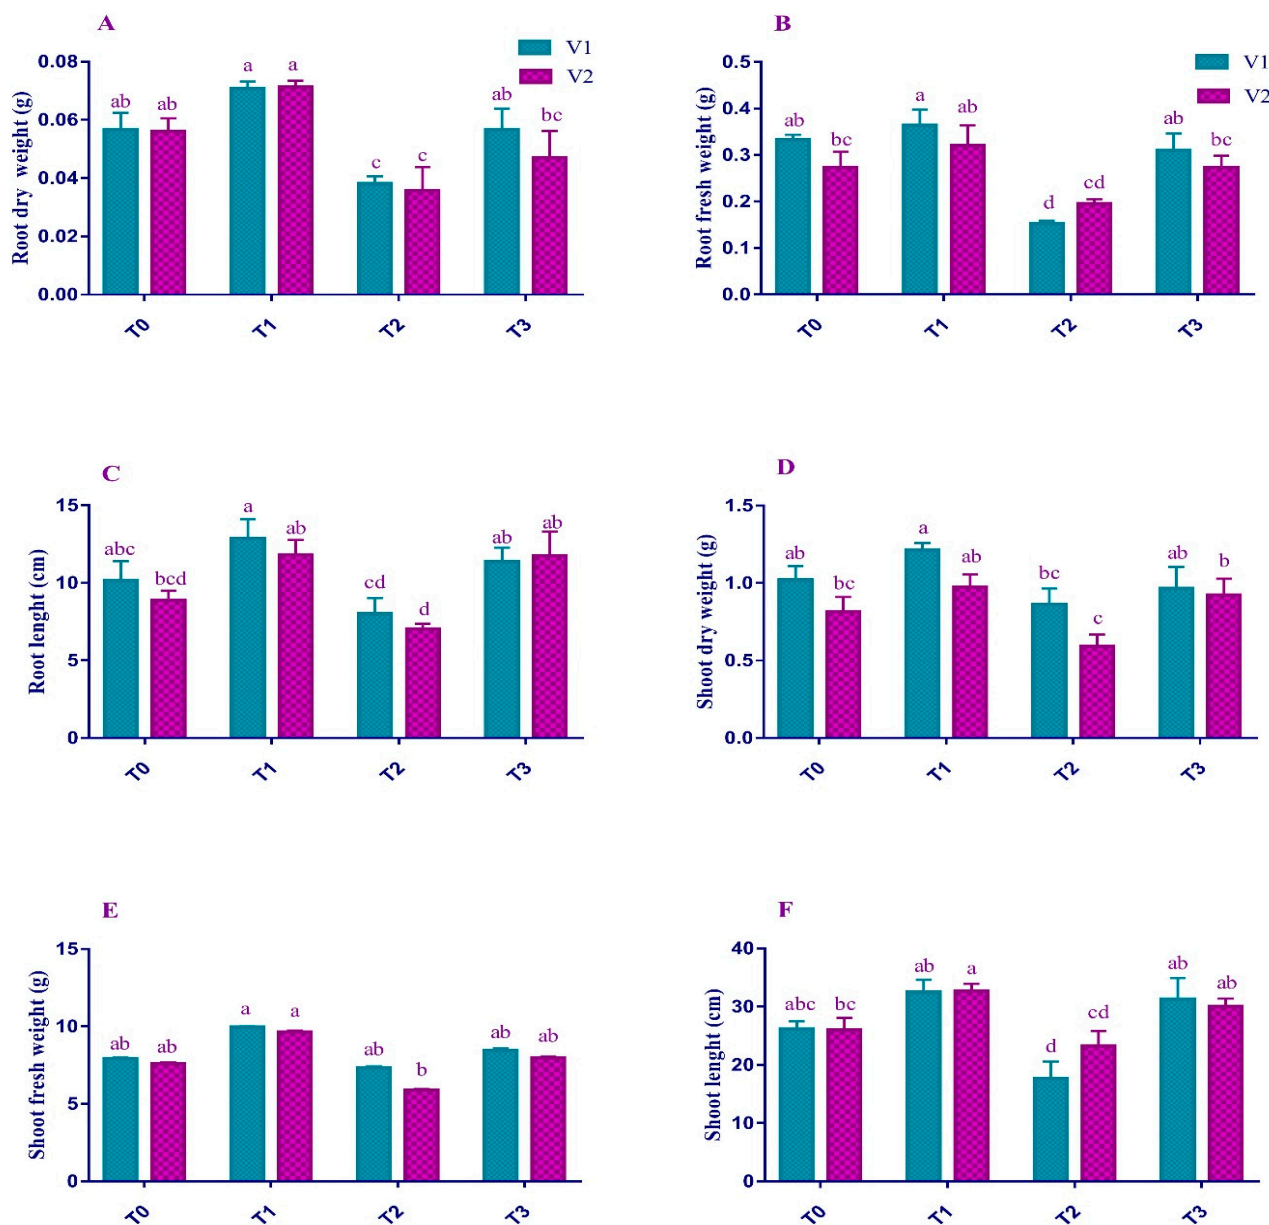 A
V1
V2
Root dry weight (g)
0.08
0.06
0.04
0.02
0.00
ab ab a a c c ab bc
T0 T1 T2 T3
B
V1
V2
Root fresh weight (g)
0.5
0.4
0.3
0.2
0.1
0.0
ab bc a ab d cd ab bc
T0 T1 T2 T3
C
Root lenght (cm)
15
10
5
0
abc bcd a ab cd d ab ab
T0 T1 T2 T3
D
Shoot dry weight (g)
1.5
1.0
0.5
0.0
ab bc a ab bc c ab b
T0 T1 T2 T3
E
Shoot fresh weight (g)
15
10
5
0
ab ab a a ab b ab ab
T0 T1 T2 T3
F
Shoot lenght (cm)
40
30
20
10
0
abc bc ab a d cd ab ab
T0 T1 T2 T3